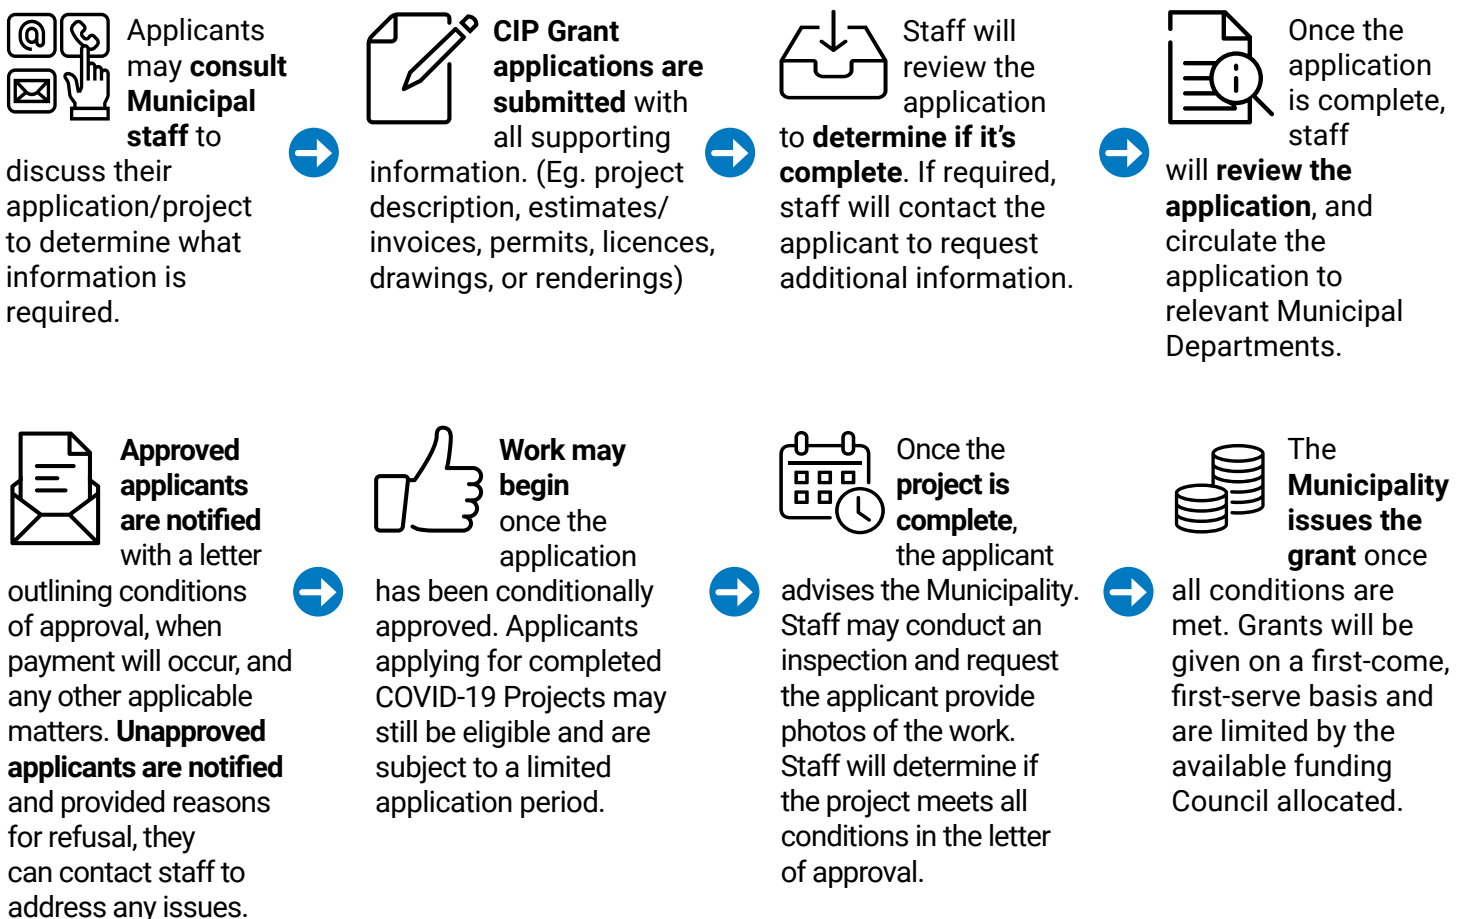 Applicants
may consult
Municipal
staff to
discuss their
application/project
to determine what
information is
required.
CIP Grant
applications are
submitted with
all supporting
information. (Eg. project
description, estimates/
invoices, permits, licences,
drawings, or renderings)
Staff will
review the
application
to determine if it's
complete. If required,
staff will contact the
applicant to request
additional information.
Once the
application
is complete,
staff
will review the
application, and
circulate the
application to
relevant Municipal
Departments.
Approved
applicants
are notified
with a letter
outlining conditions
of approval, when
payment will occur, and
any other applicable
matters. Unapproved
applicants are notified
and provided reasons
for refusal, they
can contact staff to
address any issues.
Work may
begin
once the
application
has been conditionally
approved. Applicants
applying for completed
COVID-19 Projects may
still be eligible and are
subject to a limited
application period.
Once the
project is
complete,
the applicant
advises the Municipality.
Staff may conduct an
inspection and request
the applicant provide
photos of the work.
Staff will determine if
the project meets all
conditions in the letter
of approval.
The
Municipality
issues the
grant once
all conditions are
met. Grants will be
given on a first-come,
first-serve basis and
are limited by the
available funding
Council allocated.